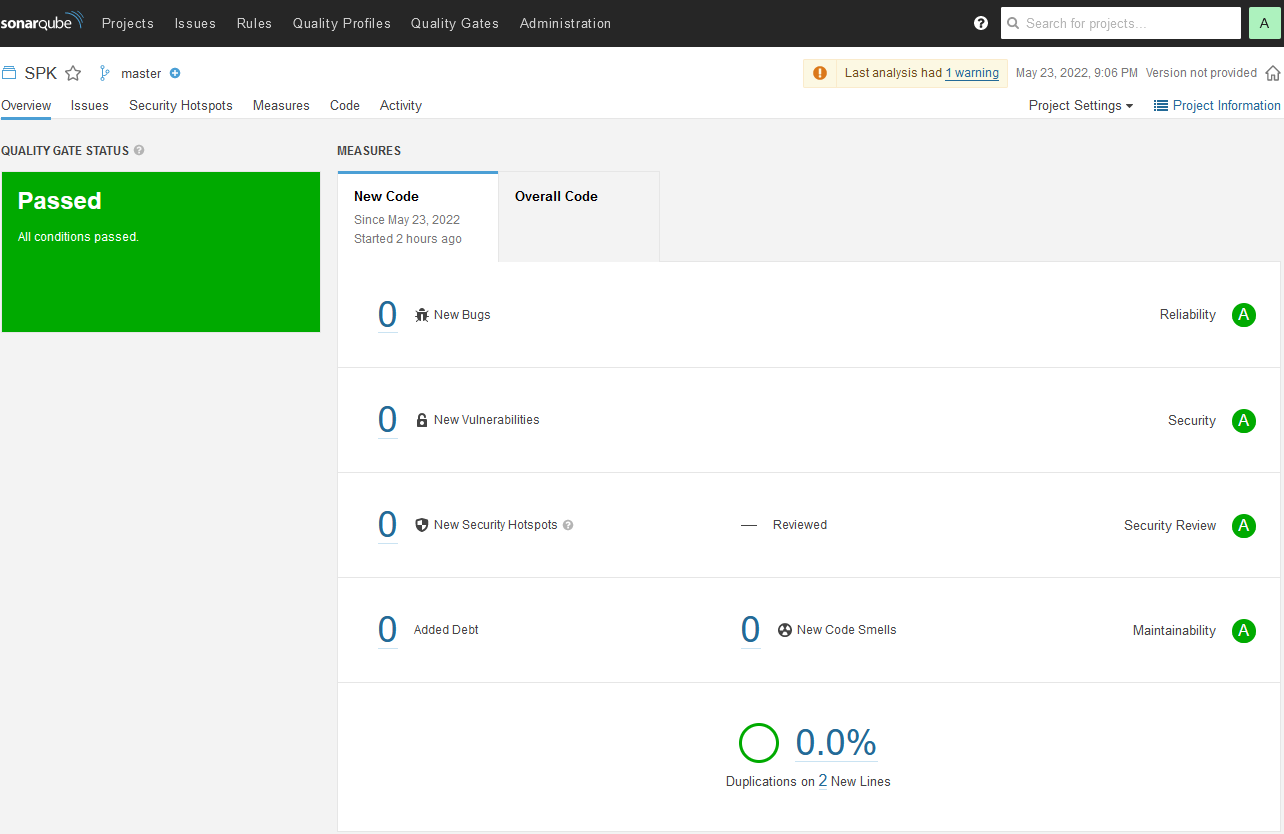 sonarqube Projects Issues Rules Quality Profiles Quality Gates Administration ? Search for projects... A
SPK master Last analysis had 1 warning May 23, 2022, 9:06 PM Version not provided
Overview Issues Security Hotspots Measures Code Activity Project Settings Project Information
QUALITY GATE STATUS ?
Passed
All conditions passed.
MEASURES
New Code
Since May 23, 2022
Started 2 hours ago
Overall Code
0 New Bugs Reliability A
0 New Vulnerabilities Security A
0 New Security Hotspots ? — Reviewed Security Review A
0 Added Debt 0 New Code Smells Maintainability A
0.0%
Duplications on 2 New Lines